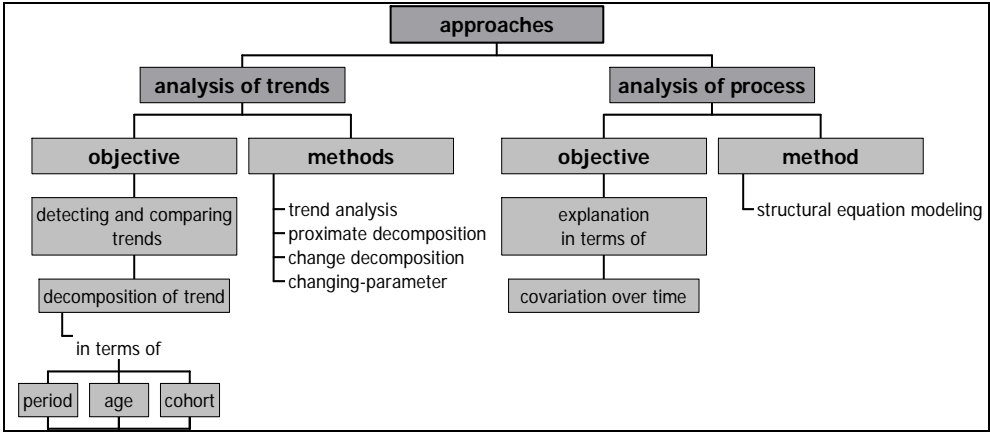 approaches
analysis of trends
analysis of process
objective
methods
objective
method
detecting and comparing
trends
trend analysis
proximate decomposition
change decomposition
changing-parameter
explanation
in terms of
structural equation modeling
decomposition of trend
covariation over time
in terms of
period
age
cohort